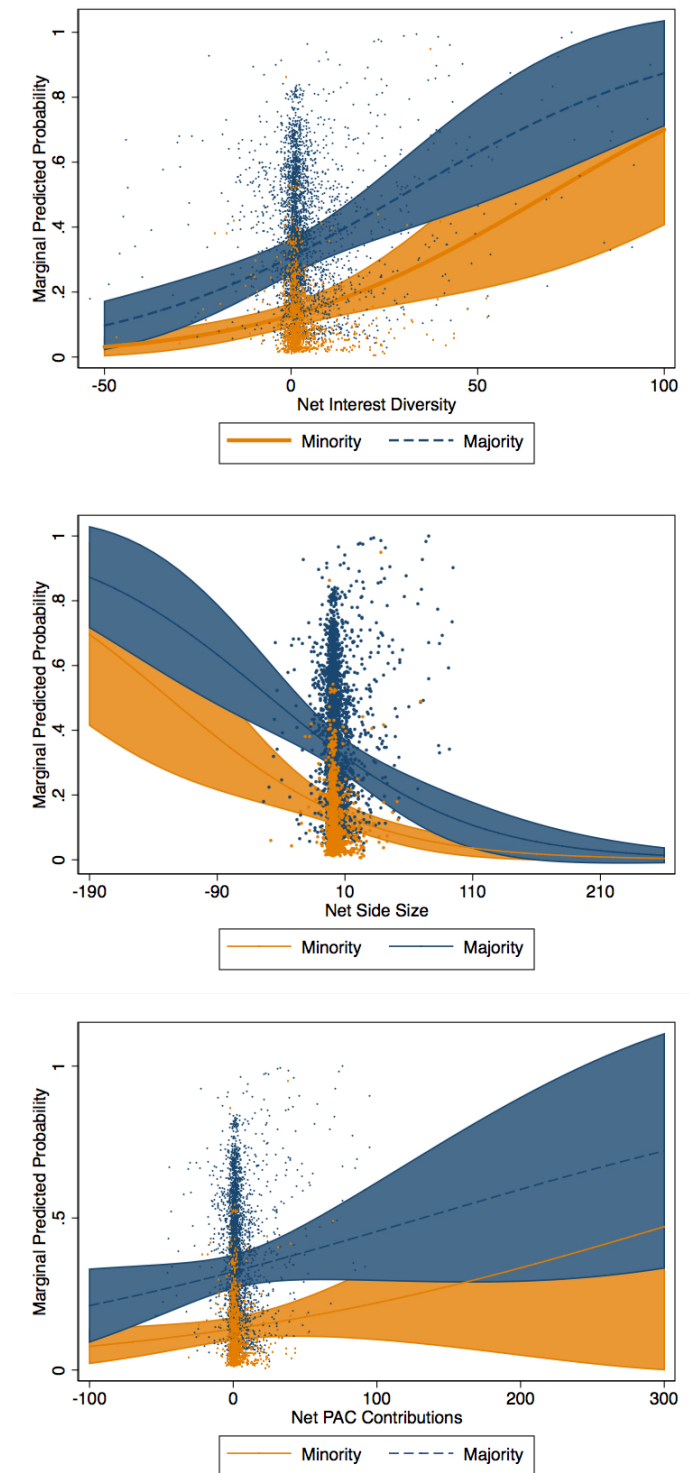 Marginal Predicted Probability
1
.8
.6
.4
.2
0
-50 0 50 100
Net Interest Diversity
Minority Majority
Marginal Predicted Probability
1
.8
.6
.4
.2
0
-190 -90 10 110 210
Net Side Size
Minority Majority
Marginal Predicted Probability
1
.5
0
-100 0 100 200 300
Net PAC Contributions
Minority Majority